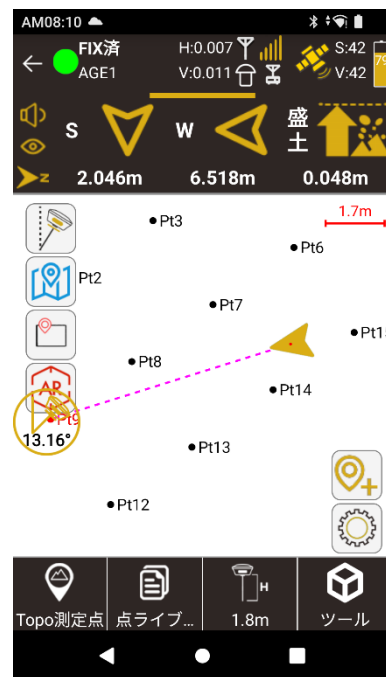 AM08:10
FIX済 H:0.007 S:42
AGE1 V:0.011 V:42 79
S W 盛土
Z 2.046m 6.518m 0.048m
1.7m
Pt3
Pt6
Pt2
Pt7
Pt8
AR
Pt14
Pt9
13.16°
Pt13
Pt12
H
Topo測定点 点ライブ... 1.8m ツール